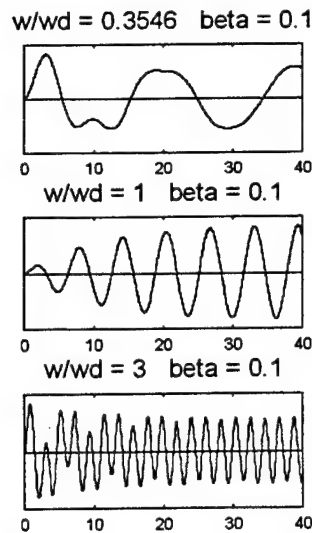 w/wd = 0.3546 beta = 0.1
0 10 20 30 40
w/wd = 1 beta = 0.1
0 10 20 30 40
w/wd = 3 beta = 0.1
0 10 20 30 40